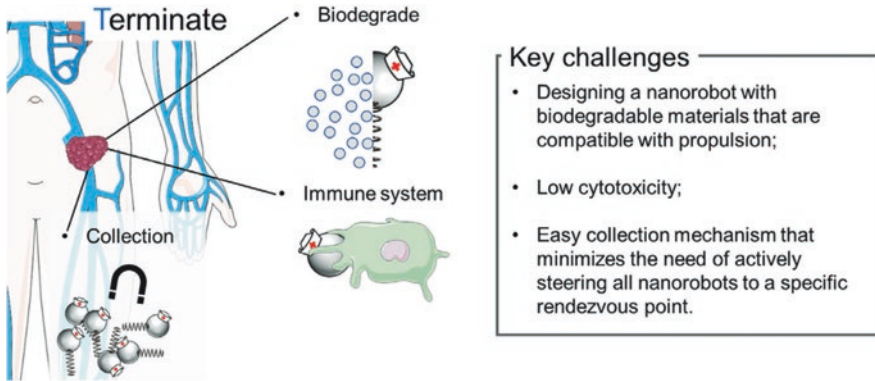 Terminate
• Biodegrade
• Immune system
• Collection
Key challenges
• Designing a nanorobot with
biodegradable materials that are
compatible with propulsion;
• Low cytotoxicity;
• Easy collection mechanism that
minimizes the need of actively
steering all nanorobots to a specific
rendezvous point.